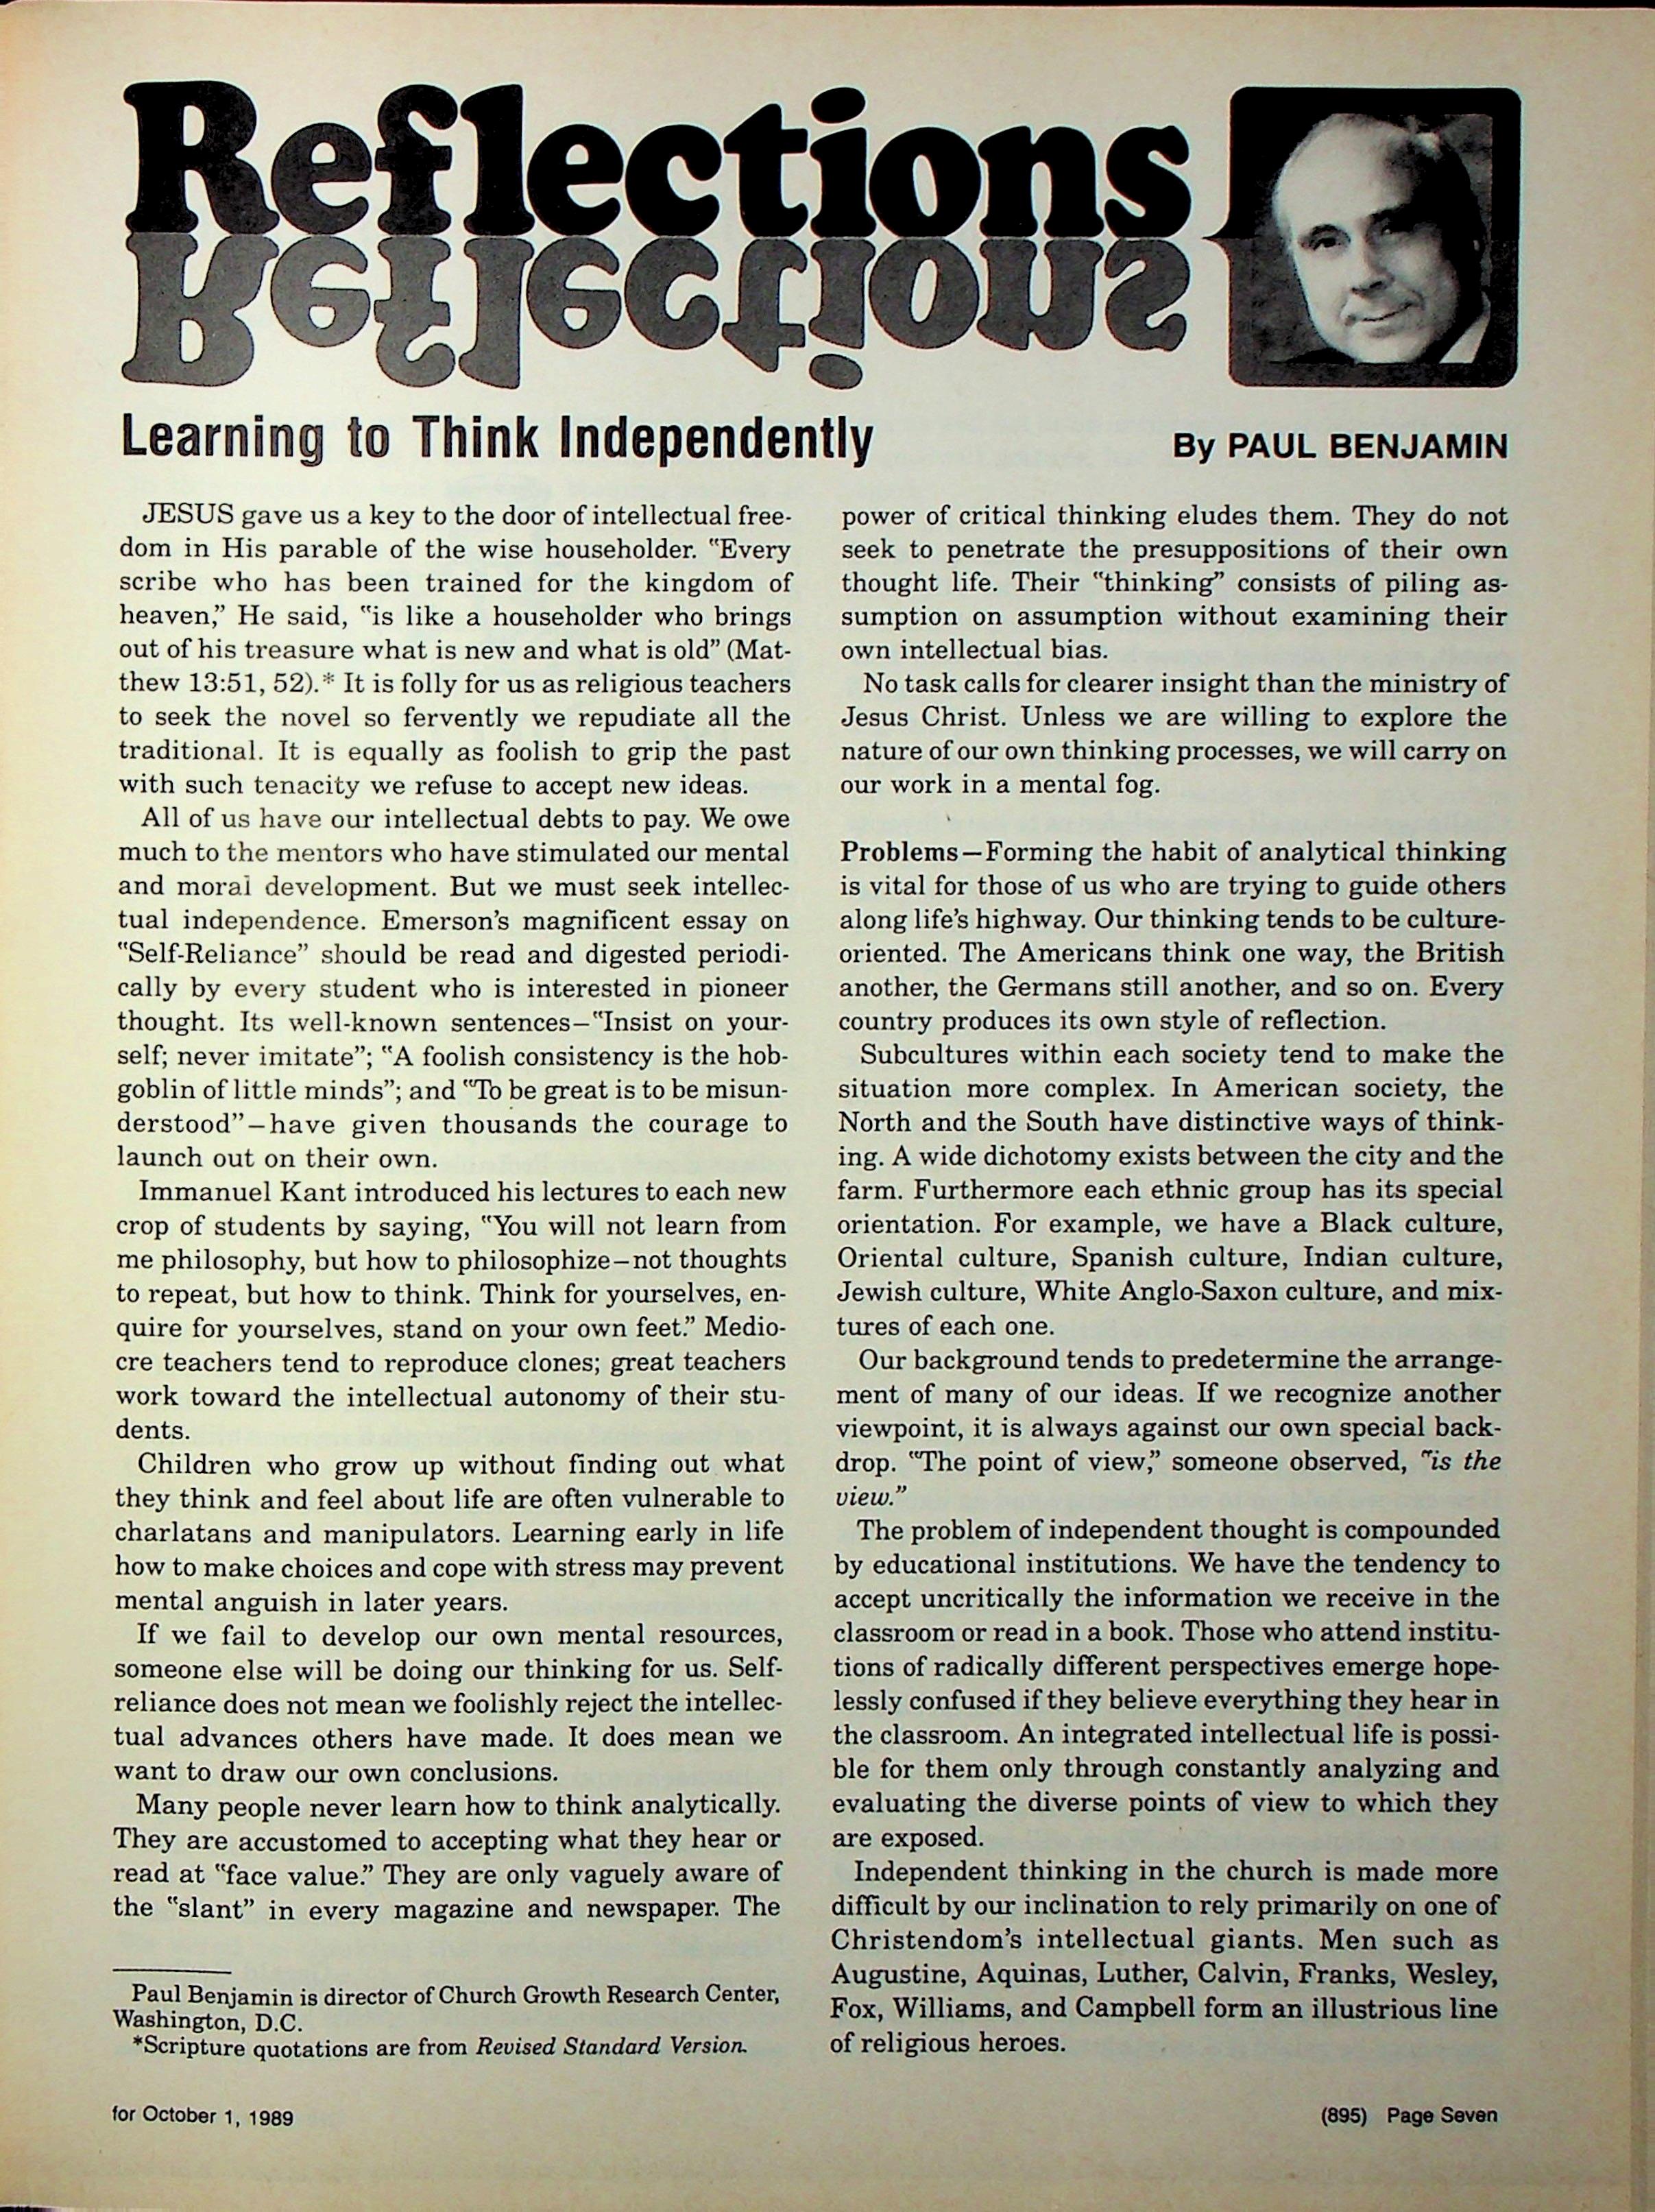 Reflections
Reflections
Learning to Think Independently
By PAUL BENJAMIN
JESUS gave us a key to the door of intellectual free-
dom in His parable of the wise householder. "Every
scribe who has been trained for the kingdom of
heaven," He said, "is like a householder who brings
out of his treasure what is new and what is old" (Mat-
thew 13:51, 52).* It is folly for us as religious teachers
to seek the novel so fervently we repudiate all the
traditional. It is equally as foolish to grip the past
with such tenacity we refuse to accept new ideas.
All of us have our intellectual debts to pay. We owe
much to the mentors who have stimulated our mental
and moral development. But we must seek intellec-
tual independence. Emerson's magnificent essay on
"Self-Reliance" should be read and digested periodi-
cally by every student who is interested in pioneer
thought. Its well-known sentences—"Insist on your-
self; never imitate"; "A foolish consistency is the hob-
goblin of little minds"; and "To be great is to be misun-
derstood"—have given thousands the courage to
launch out on their own.
Immanuel Kant introduced his lectures to each new
crop of students by saying, "You will not learn from
me philosophy, but how to philosophize—not thoughts
to repeat, but how to think. Think for yourselves, en-
quire for yourselves, stand on your own feet." Medio-
cre teachers tend to reproduce clones; great teachers
work toward the intellectual autonomy of their stu-
dents.
Children who grow up without finding out what
they think and feel about life are often vulnerable to
charlatans and manipulators. Learning early in life
how to make choices and cope with stress may prevent
mental anguish in later years.
If we fail to develop our own mental resources,
someone else will be doing our thinking for us. Self-
reliance does not mean we foolishly reject the intellec-
tual advances others have made. It does mean we
want to draw our own conclusions.
Many people never learn how to think analytically.
They are accustomed to accepting what they hear or
read at "face value." They are only vaguely aware of
the "slant" in every magazine and newspaper. The
Paul Benjamin is director of Church Growth Research Center,
Washington, D.C.
*Scripture quotations are from Revised Standard Version.
power of critical thinking eludes them. They do not
seek to penetrate the presuppositions of their own
thought life. Their "thinking" consists of piling as-
sumption on assumption without examining their
own intellectual bias.
No task calls for clearer insight than the ministry of
Jesus Christ. Unless we are willing to explore the
nature of our own thinking processes, we will carry on
our work in a mental fog.
Problems—Forming the habit of analytical thinking
is vital for those of us who are trying to guide others
along life's highway. Our thinking tends to be culture-
oriented. The Americans think one way, the British
another, the Germans still another, and so on. Every
country produces its own style of reflection.
Subcultures within each society tend to make the
situation more complex. In American society, the
North and the South have distinctive ways of think-
ing. A wide dichotomy exists between the city and the
farm. Furthermore each ethnic group has its special
orientation. For example, we have a Black culture,
Oriental culture, Spanish culture, Indian culture,
Jewish culture, White Anglo-Saxon culture, and mix-
tures of each one.
Our background tends to predetermine the arrange-
ment of many of our ideas. If we recognize another
viewpoint, it is always against our own special back-
drop. "The point of view," someone observed, "is the
view."
The problem of independent thought is compounded
by educational institutions. We have the tendency to
accept uncritically the information we receive in the
classroom or read in a book. Those who attend institu-
tions of radically different perspectives emerge hope-
lessly confused if they believe everything they hear in
the classroom. An integrated intellectual life is possi-
ble for them only through constantly analyzing and
evaluating the diverse points of view to which they
are exposed.
Independent thinking in the church is made more
difficult by our inclination to rely primarily on one of
Christendom's intellectual giants. Men such as
Augustine, Aquinas, Luther, Calvin, Franks, Wesley,
Fox, Williams, and Campbell form an illustrious line
of religious heroes.
for October 1, 1989
(895) Page Seven